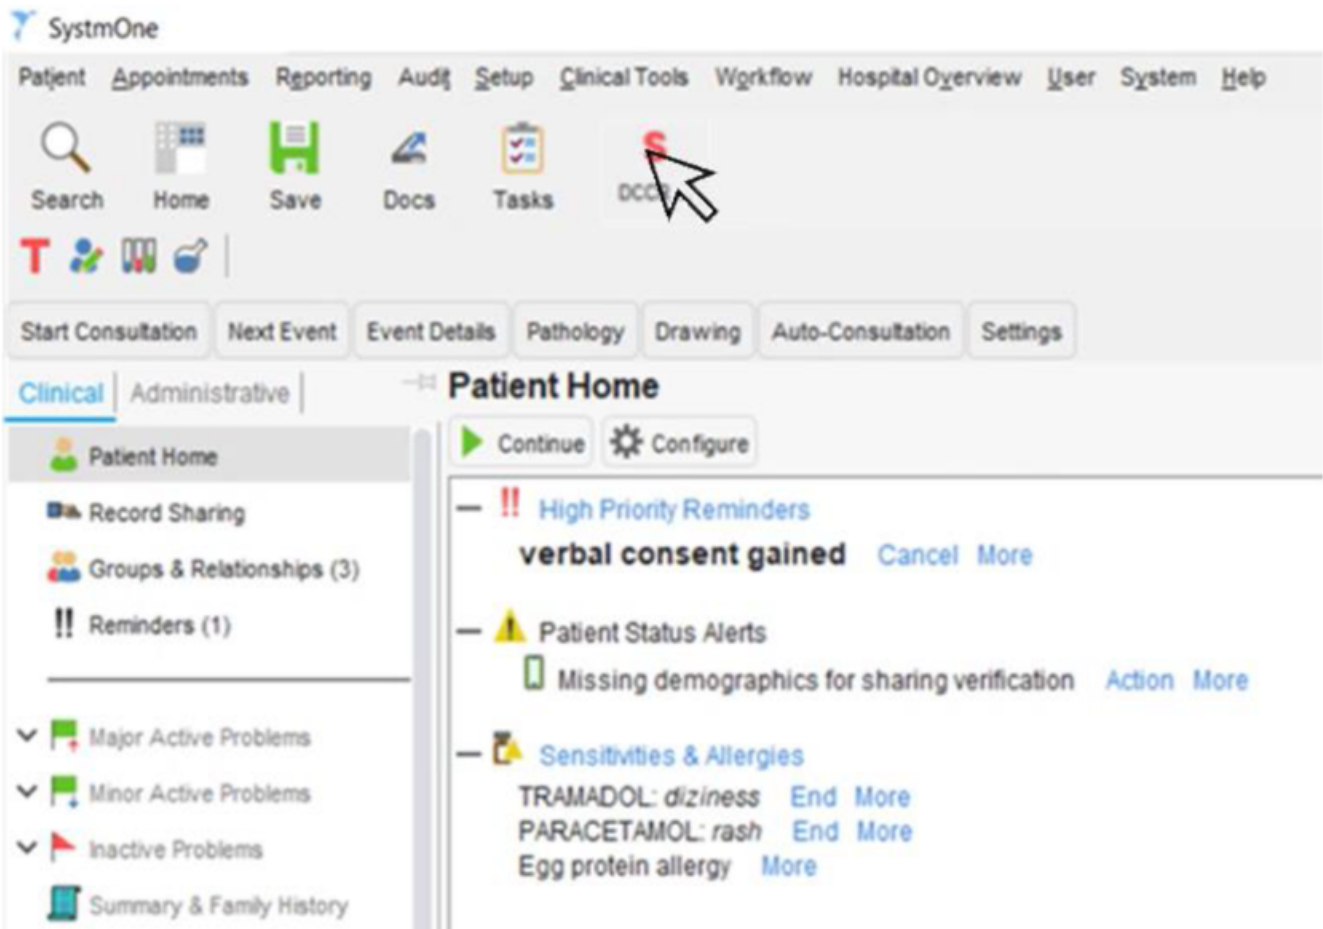 SystmOne
Patient Appointments Reporting Audit Setup Clinical Tools Workflow Hospital Overview User System Help
S
Search Home Save Docs Tasks
T
Start Consultation Next Event Event Details Pathology Drawing Auto-Consultation Settings
Clinical Administrative
Patient Home
Record Sharing
Groups & Relationships (3)
!! Reminders (1)
Major Active Problems
Minor Active Problems
Inactive Problems
Summary & Family History
Patient Home
Continue Configure
!! High Priority Reminders
verbal consent gained Cancel More
Patient Status Alerts
Missing demographics for sharing verification Action More
Sensitivities & Allergies
TRAMADOL: diziness End More
PARACETAMOL: rash End More
Egg protein allergy More